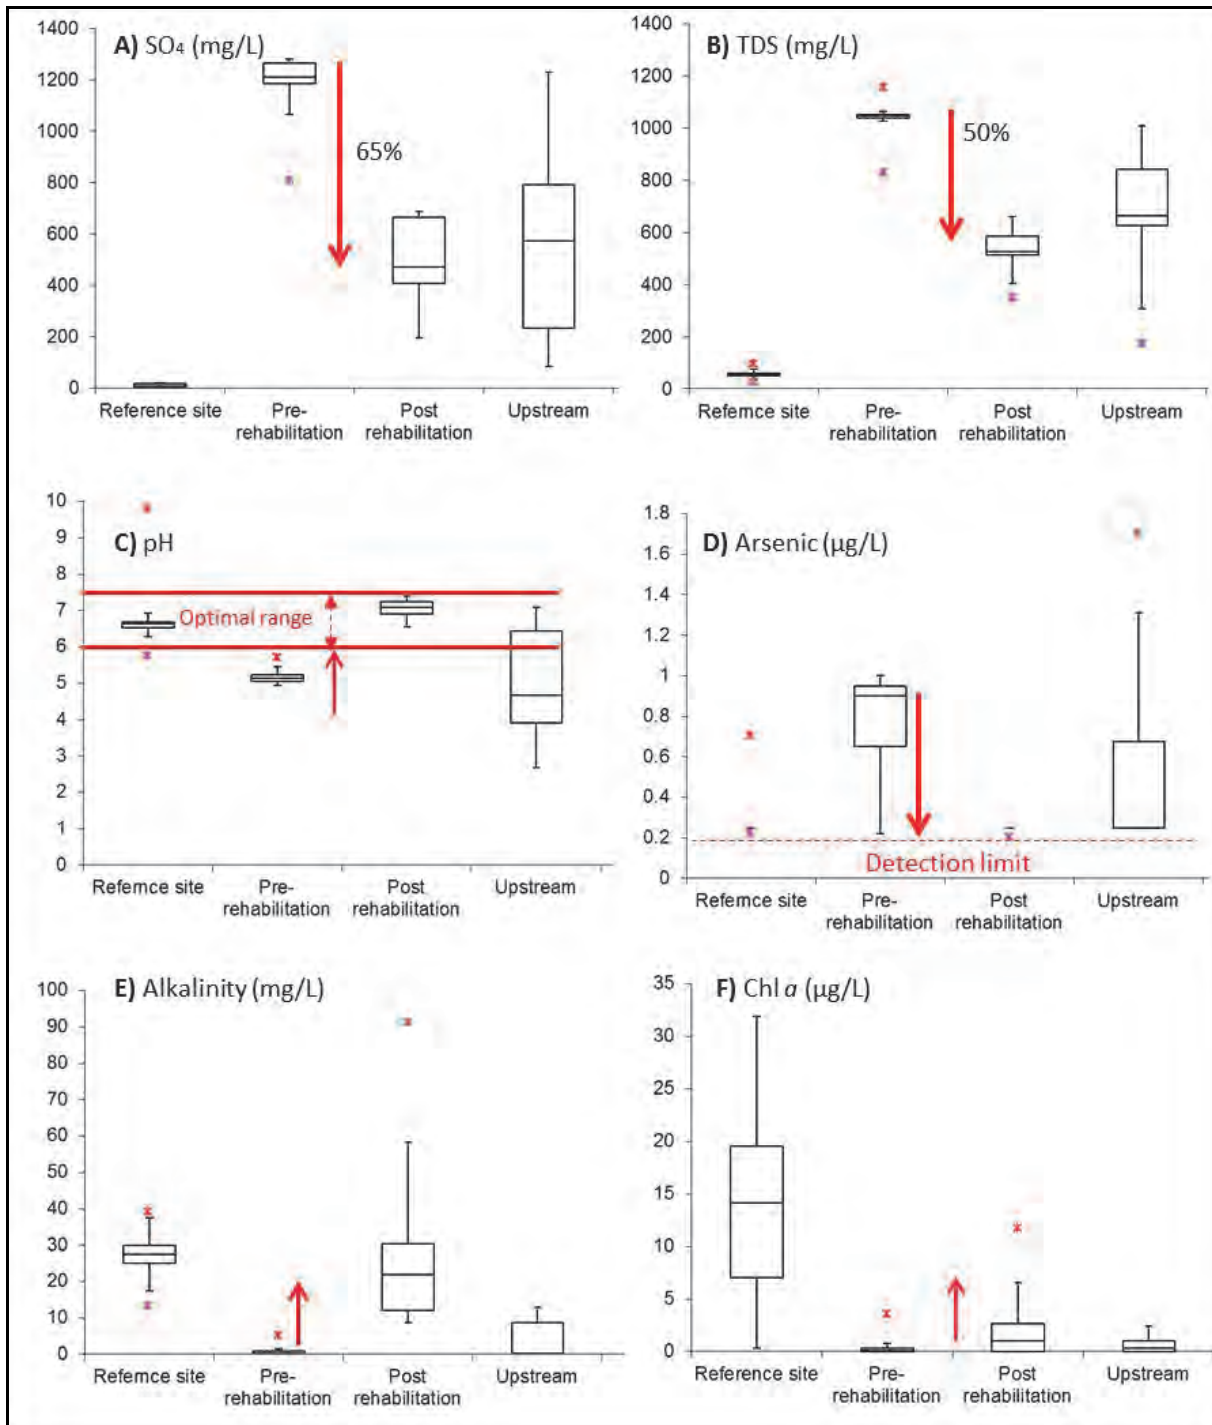 A) SO₄ (mg/L)
1400
1200
1000
800
600
400
200
0
65%
Reference site
Pre-
rehabilitation
Post
rehabilitation
Upstream
B) TDS (mg/L)
1400
1200
1000
800
600
400
200
0
50%
Refemce site
Pre-
rehabilitation
Post
rehabilitation
Upstream
C) pH
10
9
8
7
6
5
4
3
2
1
0
Optimal range
Refemce site
Pre-
rehabilitation
Post
rehabilitation
Upstream
D) Arsenic (µg/L)
1.8
1.6
1.4
1.2
1
0.8
0.6
0.4
0.2
0
Detection limit
Refemce site
Pre-
rehabilitation
Post
rehabilitation
Upstream
E) Alkalinity (mg/L)
100
90
80
70
60
50
40
30
20
10
0
Refemce site
Pre-
rehabilitation
Post
rehabilitation
Upstream
F) Chl a (µg/L)
35
30
25
20
15
10
5
0
Reference site
Pre-
rehabilitation
Post
rehabilitation
Upstream